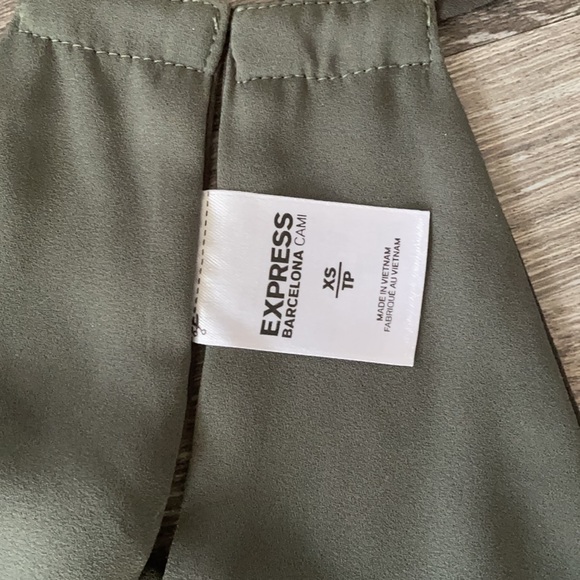 EXPRESS
BARCELONA CAMI
XS
TP
MADE IN VIETNAM
FABRIQUÉ AU VIETNAM